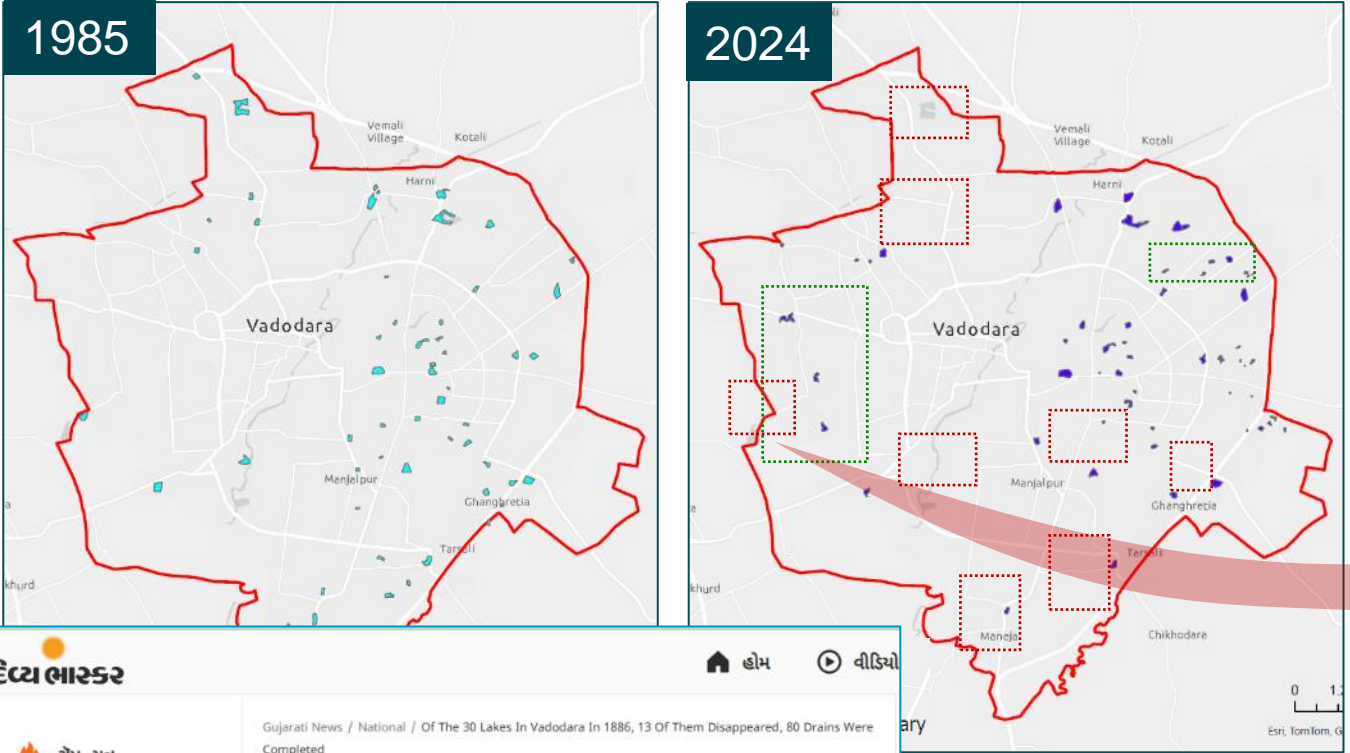 1985
Vemali
Village
Kotali
Harni
Vadodara
Manjalpur
Ghanghretia
Tarsali
khurd
2024
Vemali
Village
Kotali
Harni
Vadodara
Manjalpur
Ghanghretia
Tarsali
khurd
Maneja
Chikhodara
0
Esri, TomTom, G
ary
દિવ્ય ભાસ્કર
હોમ
વીડિયો
Gujarati News / National / Of The 30 Lakes In Vadodara In 1886, 13 Of Them Disappeared, 80 Drains Were
Completed